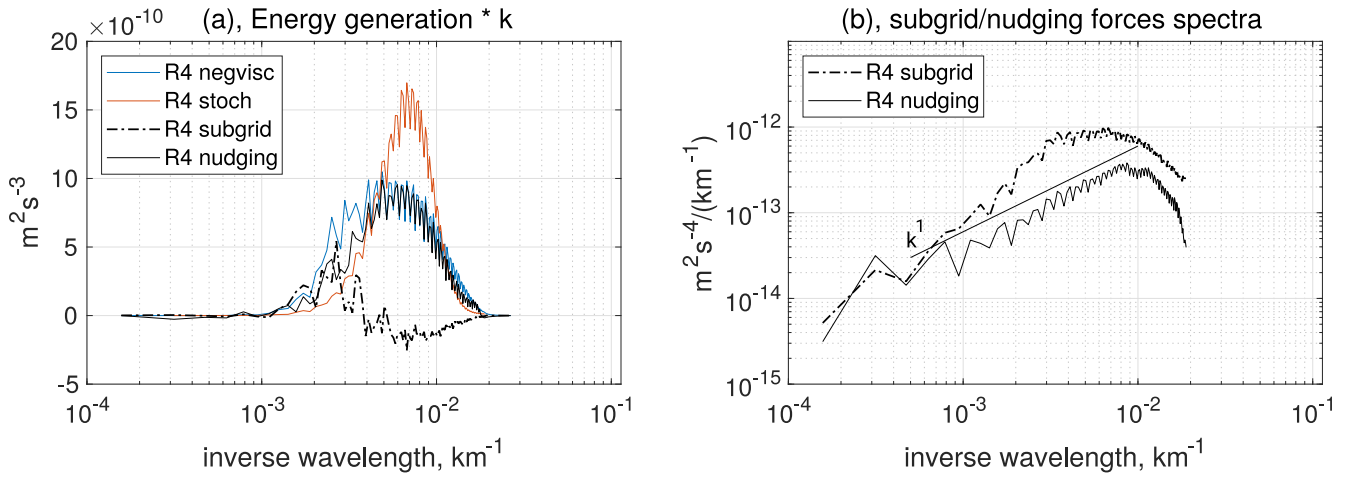 (a), Energy generation * k
×10⁻¹⁰
20
15
10
5
0
-5
m²s⁻³
R4 negvisc
R4 stoch
R4 subgrid
R4 nudging
10⁻⁴ 10⁻³ 10⁻² 10⁻¹
inverse wavelength, km⁻¹
(b), subgrid/nudging forces spectra
R4 subgrid
R4 nudging
10⁻¹²
10⁻¹³
10⁻¹⁴
10⁻¹⁵
m²s⁻⁴/(km⁻¹)
k¹
10⁻⁴ 10⁻³ 10⁻² 10⁻¹
inverse wavelength, km⁻¹